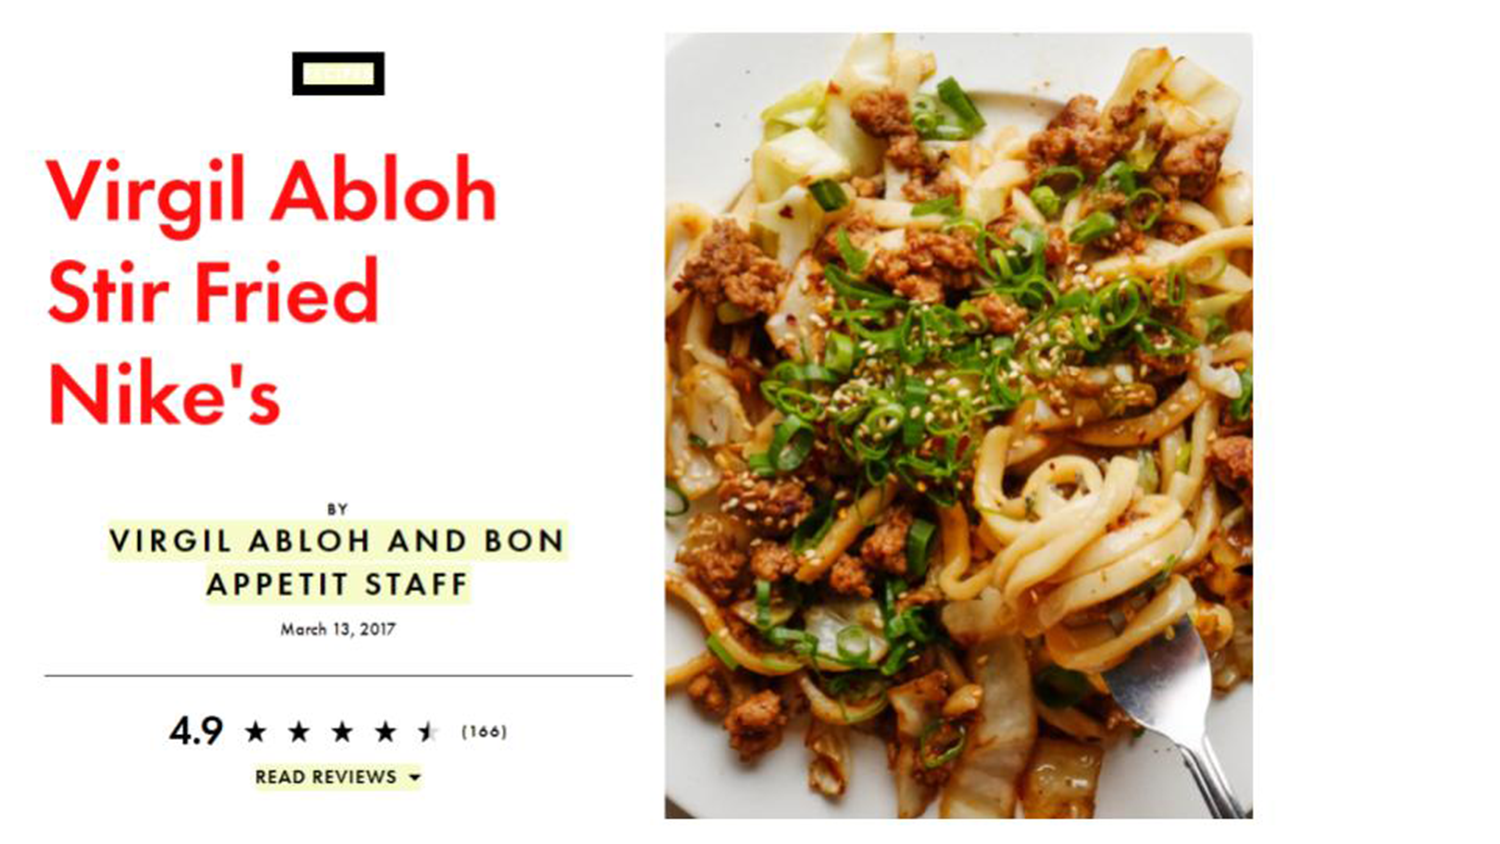 RECIPES
Virgil Abloh
Stir Fried
Nike's
BY
VIRGIL ABLOH AND BON
APPETIT STAFF
March 13, 2017
4.9 ★ ★ ★ ★ ⯨ (166)
READ REVIEWS